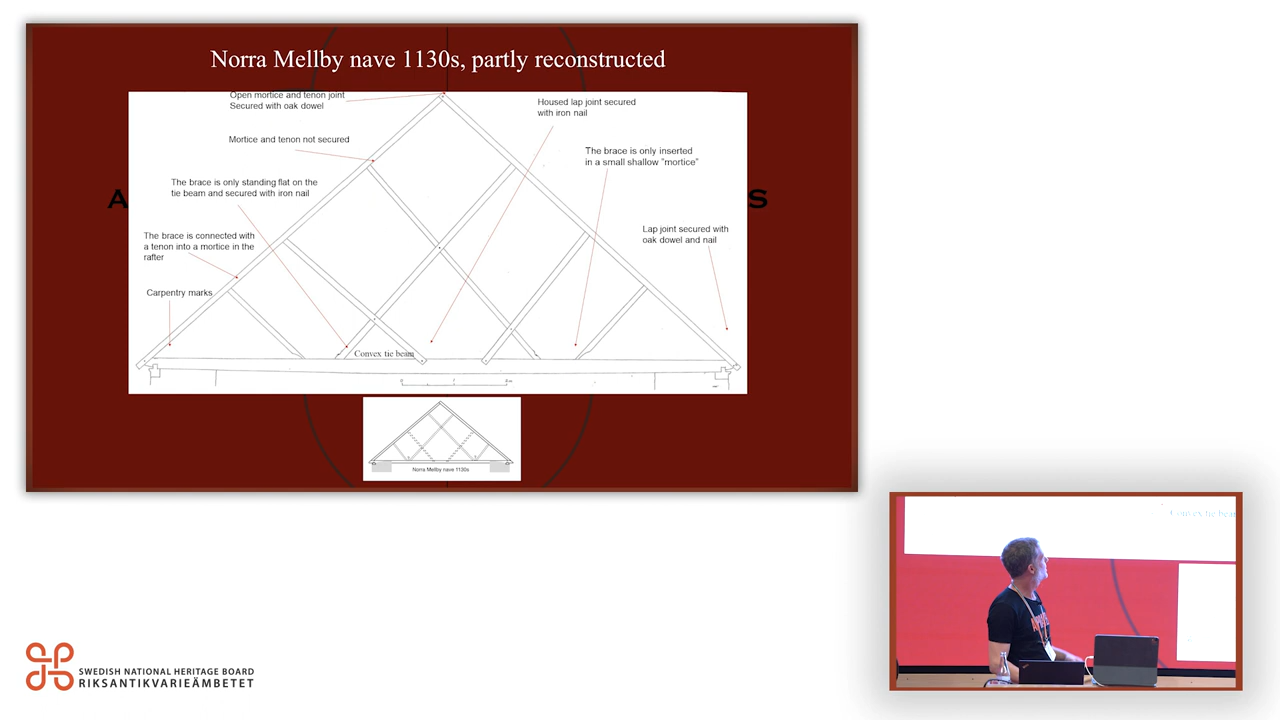 Norra Mellby nave 1130s, partly reconstructed
Open mortice and tenon joint
Secured with oak dowel
Housed lap joint secured
with iron nail
Mortice and tenon not secured
The brace is only inserted
in a small shallow ”mortice”
The brace is only standing flat on the
tie beam and secured with iron nail
A
S
Lap joint secured with
oak dowel and nail
The brace is connected with
a tenon into a mortice in the
rafter
Carpentry marks
Convex tie beam
Norra Mellby nave 1130s
Convex tie bear
SWEDISH NATIONAL HERITAGE BOARD
RIKSANTIKVARIEÄMBETET